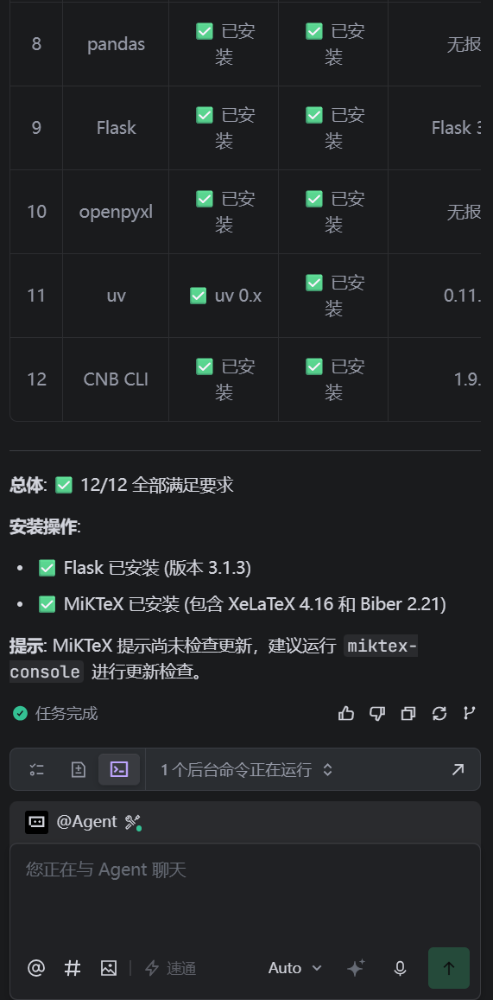 8 pandas ✅ 已安装 ✅ 已安装 无报
9 Flask ✅ 已安装 ✅ 已安装 Flask 3
10 openpyxl ✅ 已安装 ✅ 已安装 无报
11 uv ✅ uv 0.x ✅ 已安装 0.11.
12 CNB CLI ✅ 已安装 ✅ 已安装 1.9.
总体: ✅ 12/12 全部满足要求
安装操作:
• ✅ Flask 已安装 (版本 3.1.3)
• ✅ MiKTeX 已安装 (包含 XeLaTeX 4.16 和 Biber 2.21)
提示: MiKTeX 提示尚未检查更新，建议运行 miktex-
console 进行更新检查。
任务完成
1 个后台命令正在运行
@Agent
您正在与 Agent 聊天
速通 Auto